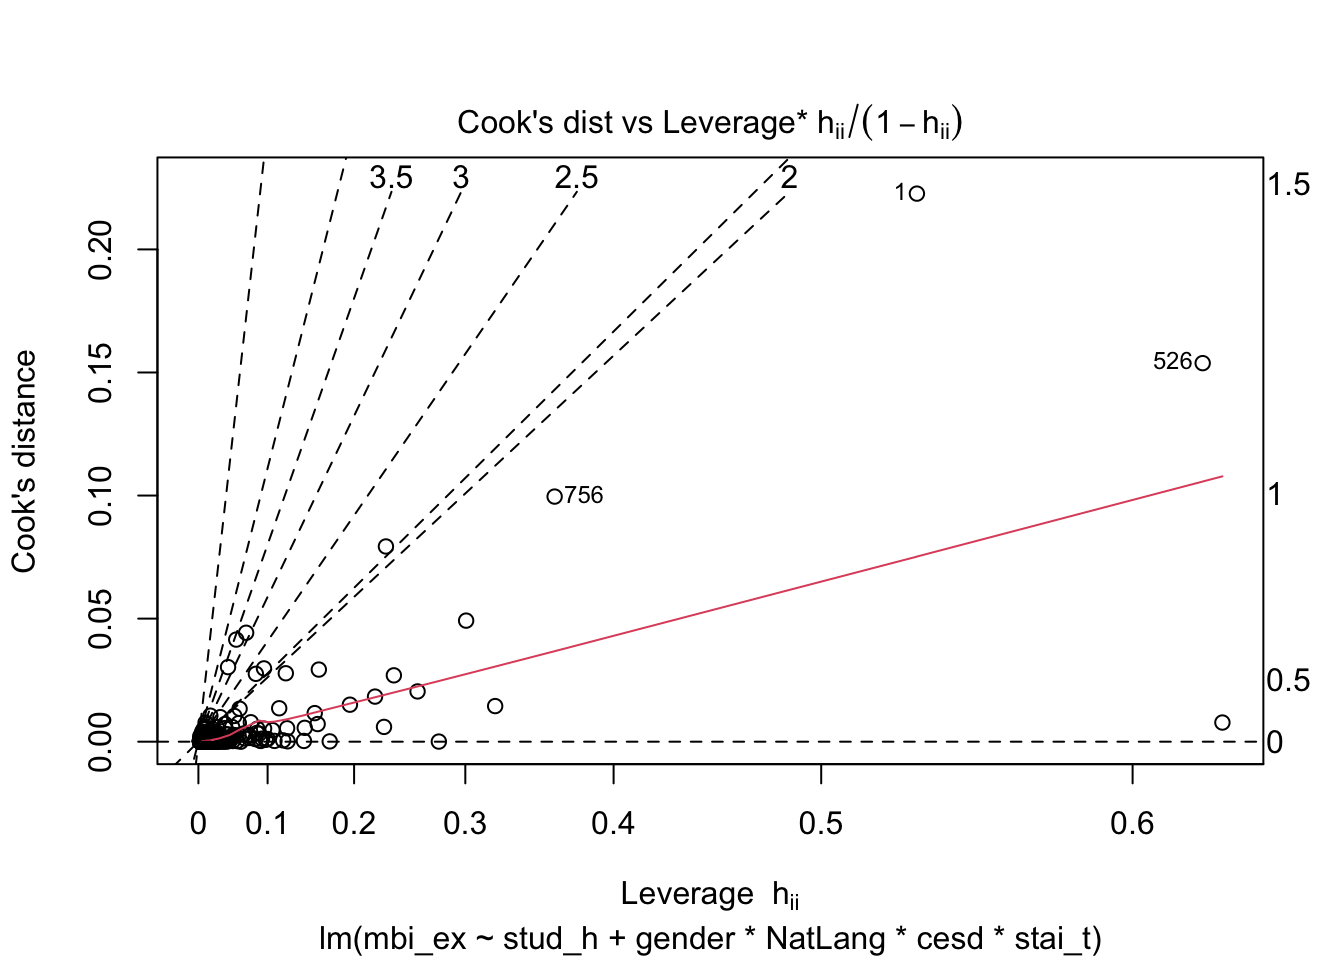 Cook's dist vs Leverage* hii/(1 − hii)
3.5 3 2.5 2
1.5
1
0.5
0
1
526
756
0.20
0.15
0.10
0.05
0.00
Cook's distance
0 0.1 0.2 0.3 0.4 0.5 0.6
Leverage hii
lm(mbi_ex ~ stud_h + gender * NatLang * cesd * stai_t)